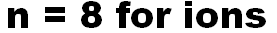 n = 8 for ions